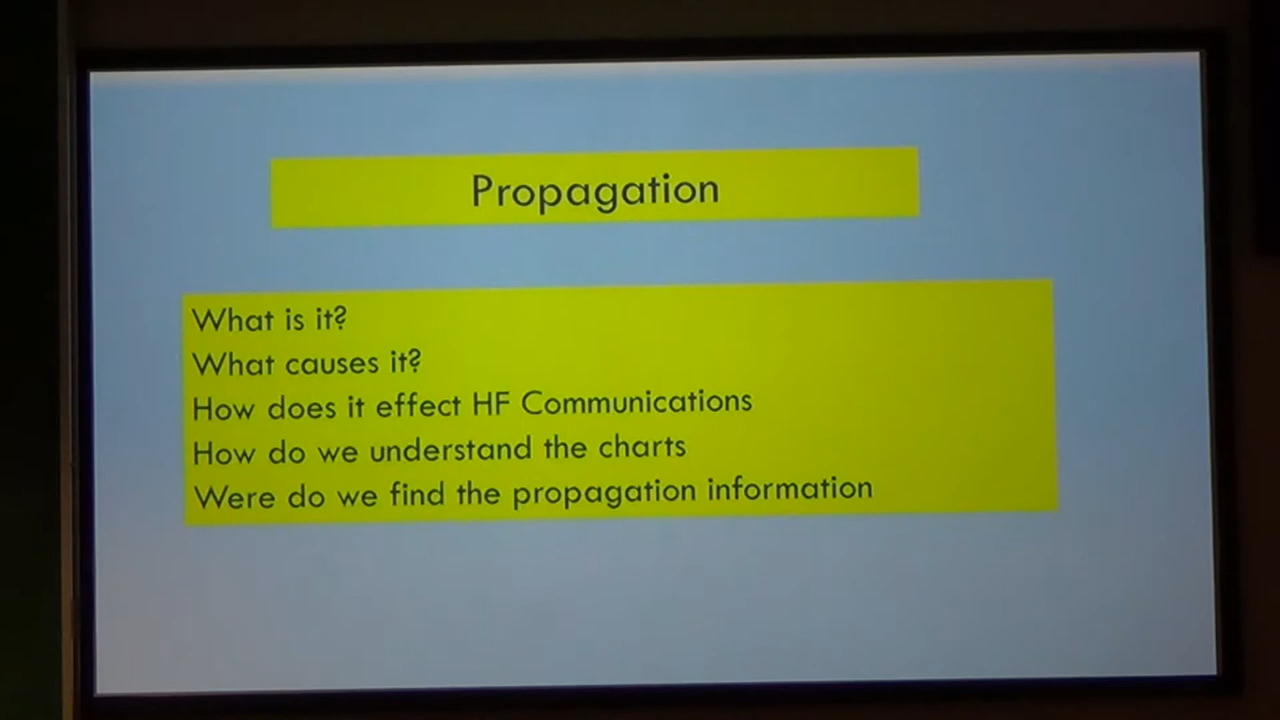 Propagation
What is it?
What causes it?
How does it effect HF Communications
How do we understand the charts
Were do we find the propagation information